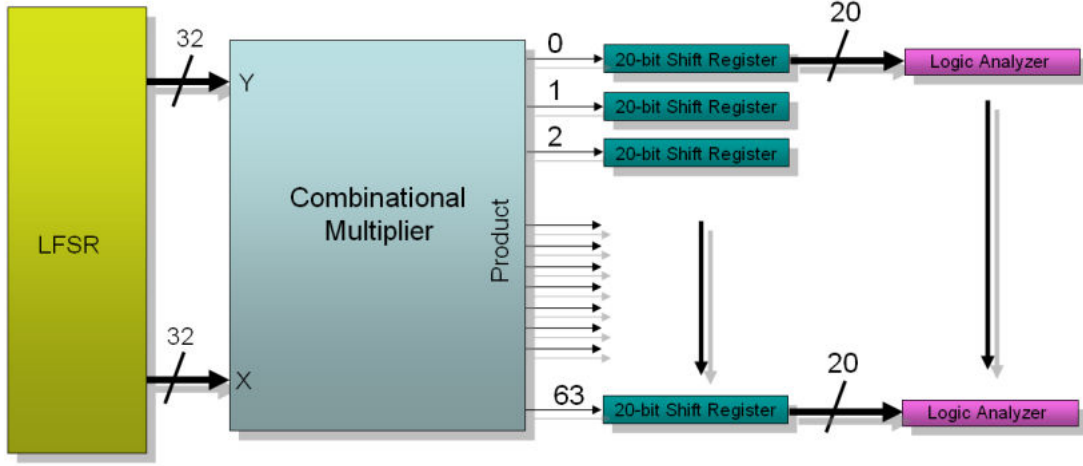 32
0
20-bit Shift Register
20
Logic Analyzer
Y
1
20-bit Shift Register
2
20-bit Shift Register
Combinational
Multiplier
Product
LFSR
32
X
63
20-bit Shift Register
20
Logic Analyzer